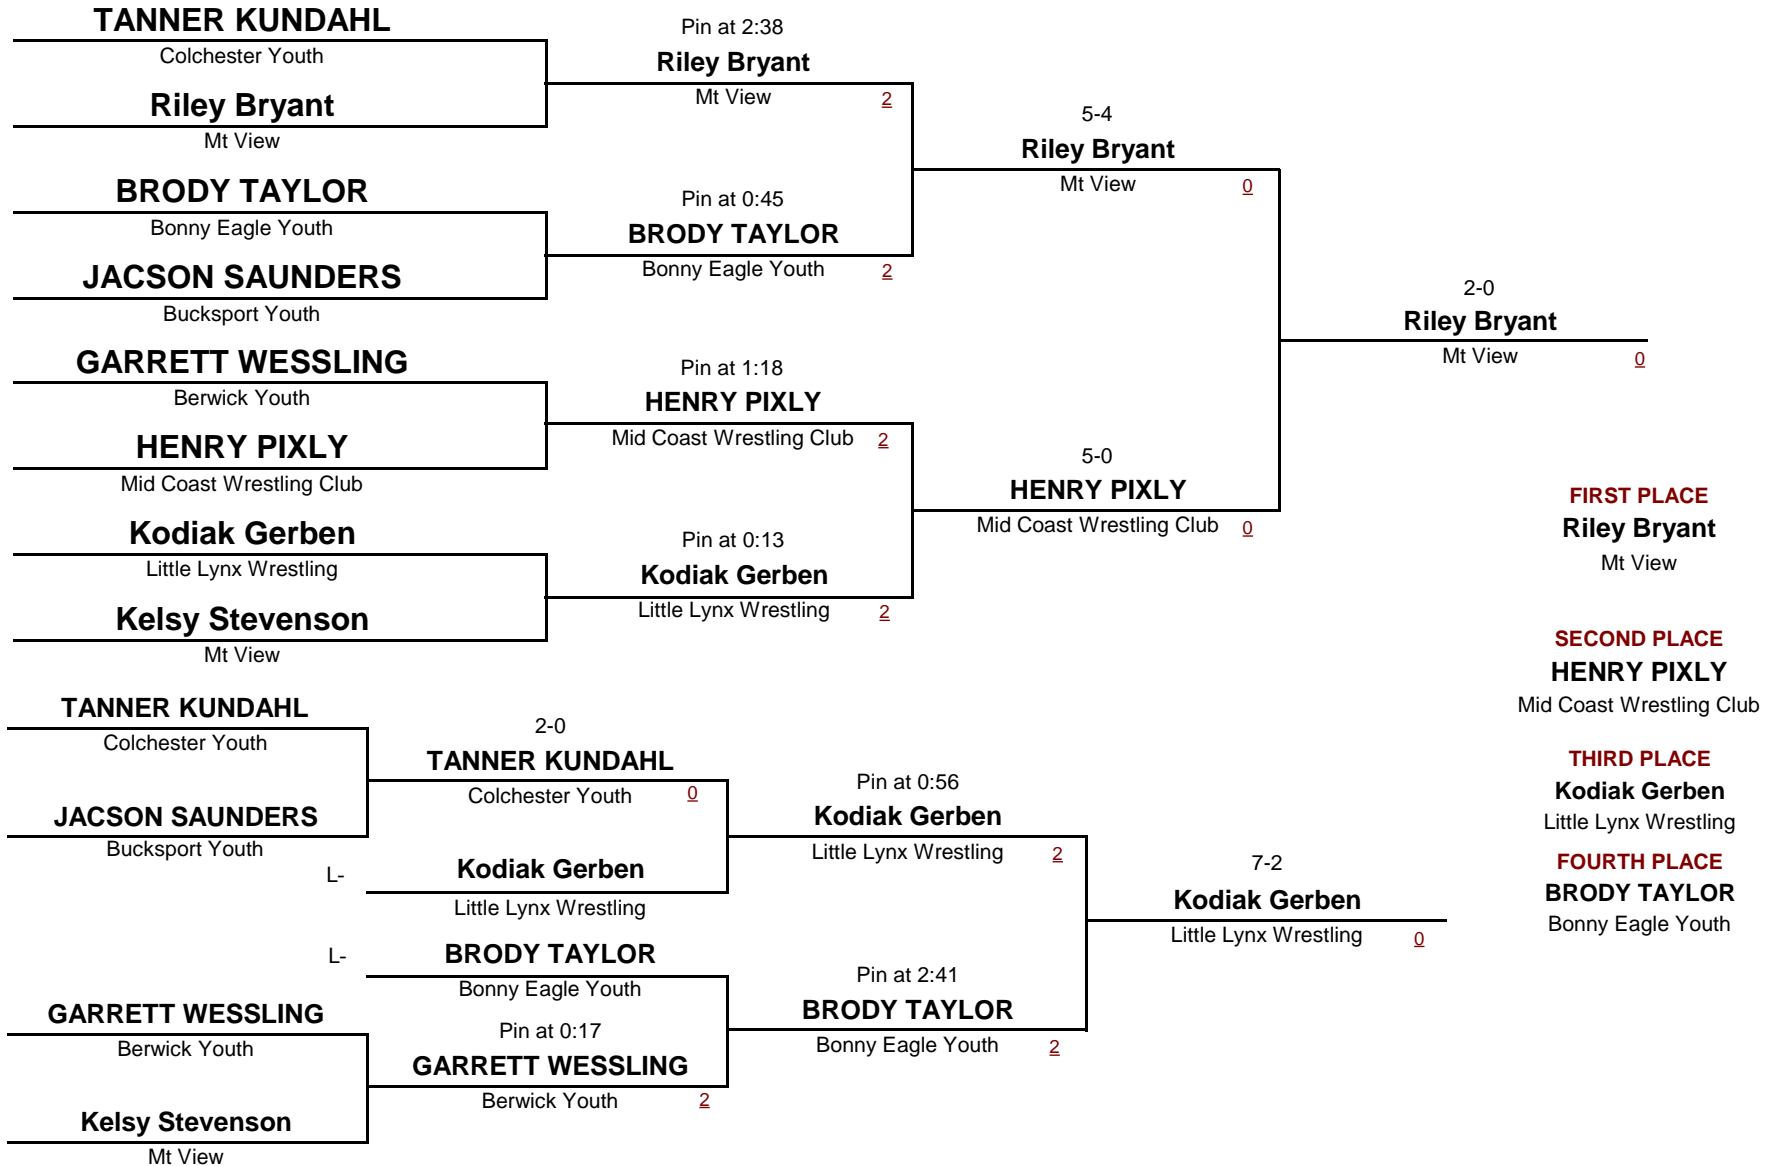 TANNER KUNDAHL
Colchester Youth
Riley Bryant
Mt View
BRODY TAYLOR
Bonny Eagle Youth
JACSON SAUNDERS
Bucksport Youth
GARRETT WESSLING
Berwick Youth
HENRY PIXLY
Mid Coast Wrestling Club
Kodiak Gerben
Little Lynx Wrestling
Kelsy Stevenson
Mt View
Pin at 2:38
Riley Bryant
Mt View 2
Pin at 0:45
BRODY TAYLOR
Bonny Eagle Youth 2
Pin at 1:18
HENRY PIXLY
Mid Coast Wrestling Club 2
Pin at 0:13
Kodiak Gerben
Little Lynx Wrestling 2
5-4
Riley Bryant
Mt View 0
5-0
HENRY PIXLY
Mid Coast Wrestling Club 0
2-0
Riley Bryant
Mt View 0
FIRST PLACE
Riley Bryant
Mt View
SECOND PLACE
HENRY PIXLY
Mid Coast Wrestling Club
THIRD PLACE
Kodiak Gerben
Little Lynx Wrestling
FOURTH PLACE
BRODY TAYLOR
Bonny Eagle Youth
TANNER KUNDAHL
Colchester Youth
JACSON SAUNDERS
Bucksport Youth
GARRETT WESSLING
Berwick Youth
Kelsy Stevenson
Mt View
2-0
TANNER KUNDAHL
Colchester Youth 0
L- Kodiak Gerben
Little Lynx Wrestling
L- BRODY TAYLOR
Bonny Eagle Youth
Pin at 0:17
GARRETT WESSLING
Berwick Youth 2
Pin at 0:56
Kodiak Gerben
Little Lynx Wrestling 2
Pin at 2:41
BRODY TAYLOR
Bonny Eagle Youth 2
7-2
Kodiak Gerben
Little Lynx Wrestling 0